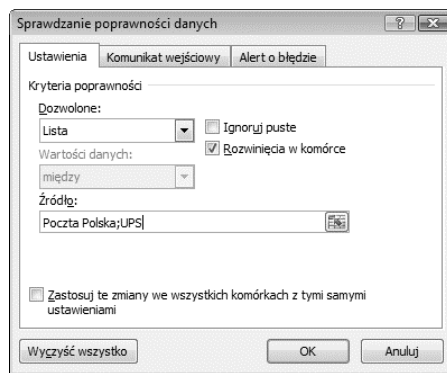 Sprawdzanie poprawności danych
Ustawienia Komunikat wejściowy Alert o błędzie
Kryteria poprawności
Dozwolone:
Lista
Ignoruj puste
Wartości danych:
Rozwinięcia w komórce
między
Źródło:
Poczta Polska;UPS
Zastosuj te zmiany we wszystkich komórkach z tymi samymi
ustawieniami
Wyczyść wszystko OK Anuluj